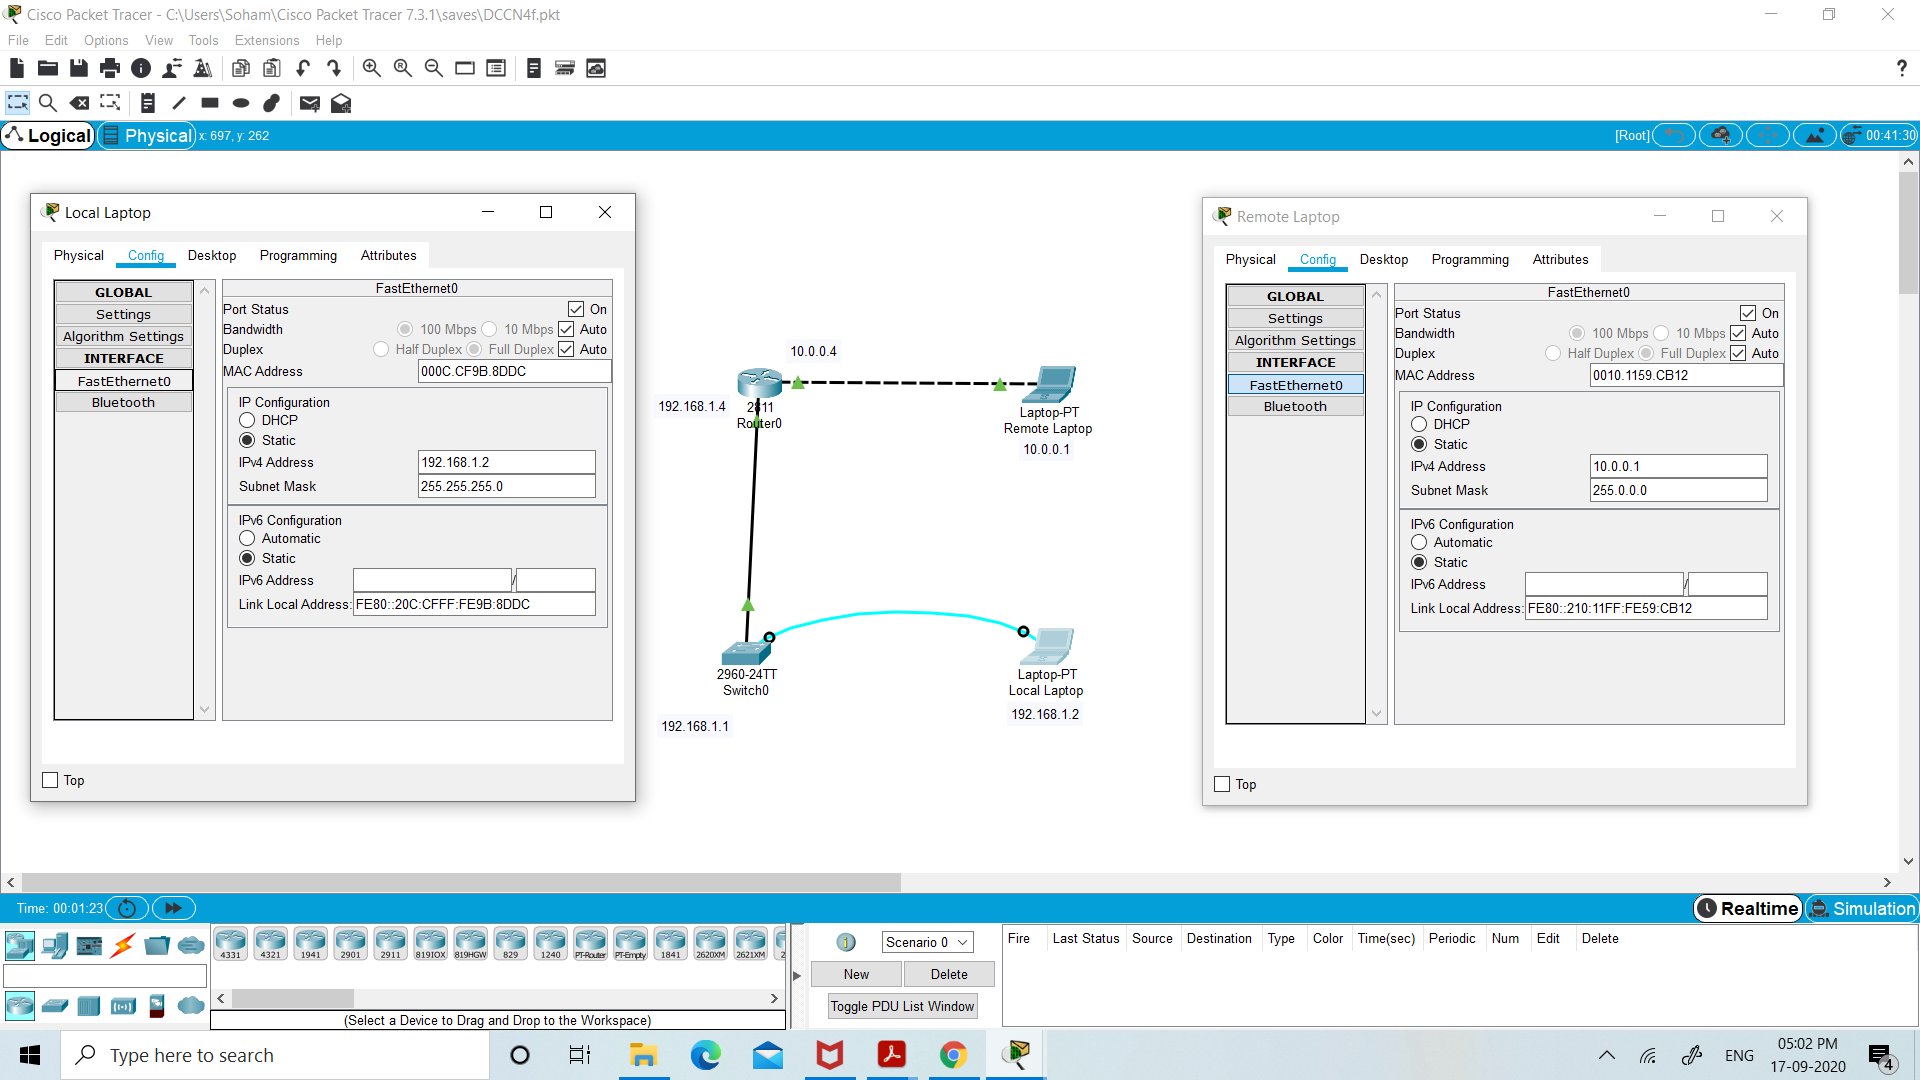 Cisco Packet Tracer - C:\Users\Soham\Cisco Packet Tracer 7.3.1\saves\DCCN4f.pkt
File Edit Options View Tools Extensions Help
?
Logical Physical x: 697, y: 262 [Root] 00:41:30
Local Laptop
Physical Config Desktop Programming Attributes
GLOBAL
Settings
Algorithm Settings
INTERFACE
FastEthernet0
Bluetooth
FastEthernet0
Port Status On
Bandwidth 100 Mbps 10 Mbps Auto
Duplex Half Duplex Full Duplex Auto
MAC Address 000C.CF9B.8DDC
IP Configuration
DHCP
Static
IPv4 Address 192.168.1.2
Subnet Mask 255.255.255.0
IPv6 Configuration
Automatic
Static
IPv6 Address /
Link Local Address: FE80::20C:CFFF:FE9B:8DDC
Top
10.0.0.4
192.168.1.4
2811
Router0
Laptop-PT
Remote Laptop
10.0.0.1
2960-24TT
Switch0
192.168.1.1
Laptop-PT
Local Laptop
192.168.1.2
Remote Laptop
Physical Config Desktop Programming Attributes
GLOBAL
Settings
Algorithm Settings
INTERFACE
FastEthernet0
Bluetooth
FastEthernet0
Port Status On
Bandwidth 100 Mbps 10 Mbps Auto
Duplex Half Duplex Full Duplex Auto
MAC Address 0010.1159.CB12
IP Configuration
DHCP
Static
IPv4 Address 10.0.0.1
Subnet Mask 255.0.0.0
IPv6 Configuration
Automatic
Static
IPv6 Address /
Link Local Address: FE80::210:11FF:FE59:CB12
Top
Time: 00:01:23 Realtime Simulation
4331 4321 1941 2901 2911 819IOX 819HGW 829 1240 PT-Router PT-Empty 1841 2620XM 2621XM 2
(Select a Device to Drag and Drop to the Workspace)
Scenario 0
New Delete
Toggle PDU List Window
Fire Last Status Source Destination Type Color Time(sec) Periodic Num Edit Delete
Type here to search
ENG
05:02 PM
17-09-2020
4